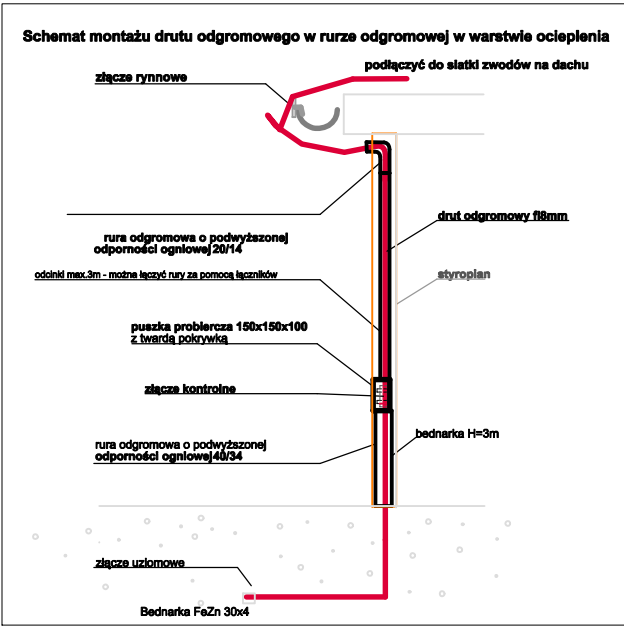 Schemat montażu drutu odgromowego w rurze odgromowej w warstwie ocieplenia
podłączyć do siatki zwodów na dachu
złącze rynnowe
drut odgromowy fi8mm
rura odgromowa o podwyższonej
odporności ogniowej 20/14
odcinki max.3m - można łączyć rury za pomocą łączników
styropian
puszka probiercza 150x150x100
z twardą pokrywką
złącze kontrolne
bednarka H=3m
rura odgromowa o podwyższonej
odporności ogniowej 40/34
złącze uziomowe
Bednarka FeZn 30x4